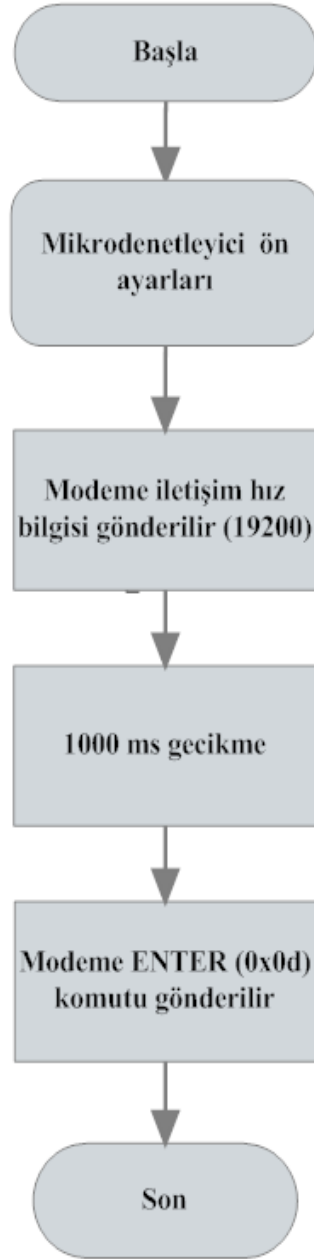 Başla
Mikrodenetleyici ön
ayarları
Modeme iletişim hız
bilgisi gönderilir (19200)
1000 ms gecikme
Modeme ENTER (0x0d)
komutu gönderilir
Son